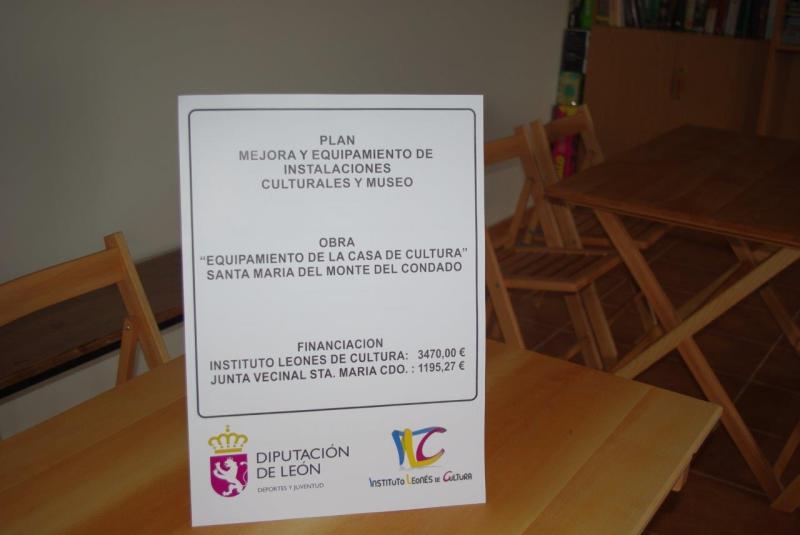 PLAN
MEJORA Y EQUIPAMIENTO DE
INSTALACIONES
CULTURALES Y MUSEO
OBRA
“EQUIPAMIENTO DE LA CASA DE CULTURA”
SANTA MARIA DEL MONTE DEL CONDADO
FINANCIACION
INSTITUTO LEONES DE CULTURA: 3470,00 €
JUNTA VECINAL STA. MARIA CDO. : 1195,27 €
DIPUTACIÓN
DE LEÓN
DEPORTES Y JUVENTUD
ILC
INSTITUTO LEONÉS DE CULTURA